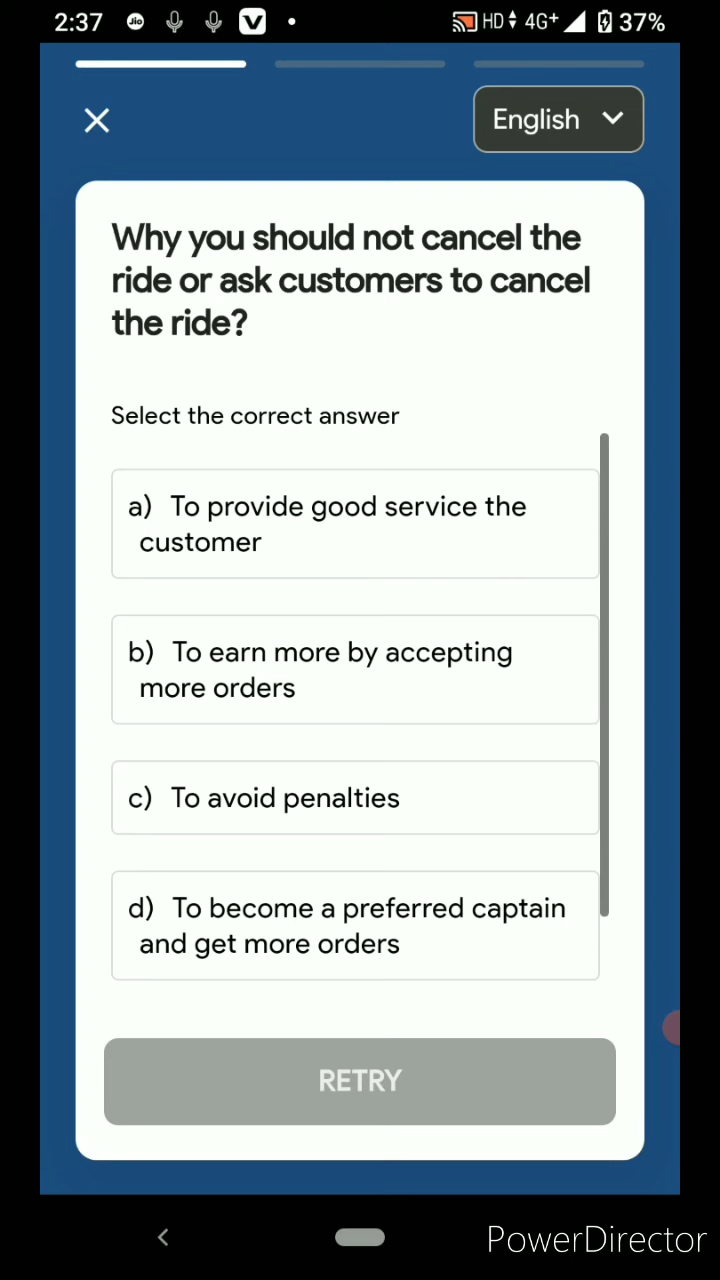 2:37 Jio V HD 4G+ 37%
English
Why you should not cancel the
ride or ask customers to cancel
the ride?
Select the correct answer
a) To provide good service the
customer
b) To earn more by accepting
more orders
c) To avoid penalties
d) To become a preferred captain
and get more orders
RETRY
PowerDirector